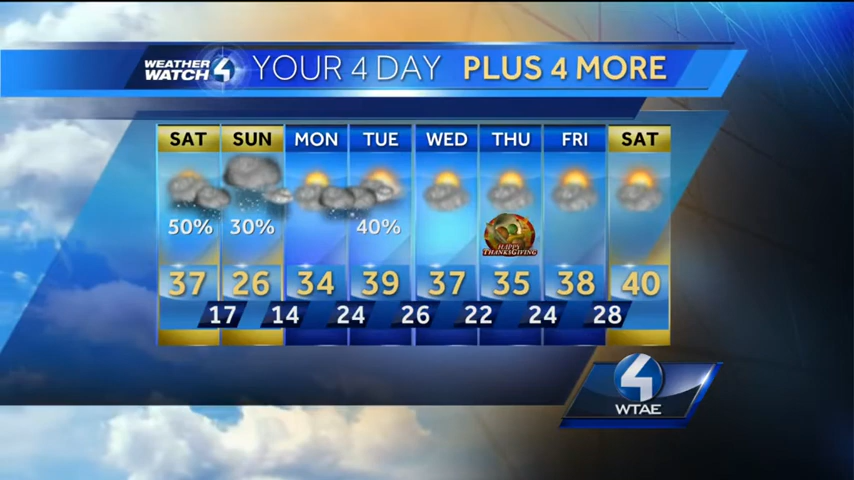 WEATHER
WATCH 4
YOUR 4 DAY PLUS 4 MORE
SAT SUN MON TUE WED THU FRI SAT
50% 30% 40%
HAPPY
THANKSGIVING
37 26 34 39 37 35 38 40
17 14 24 26 22 24 28
4
WTAE